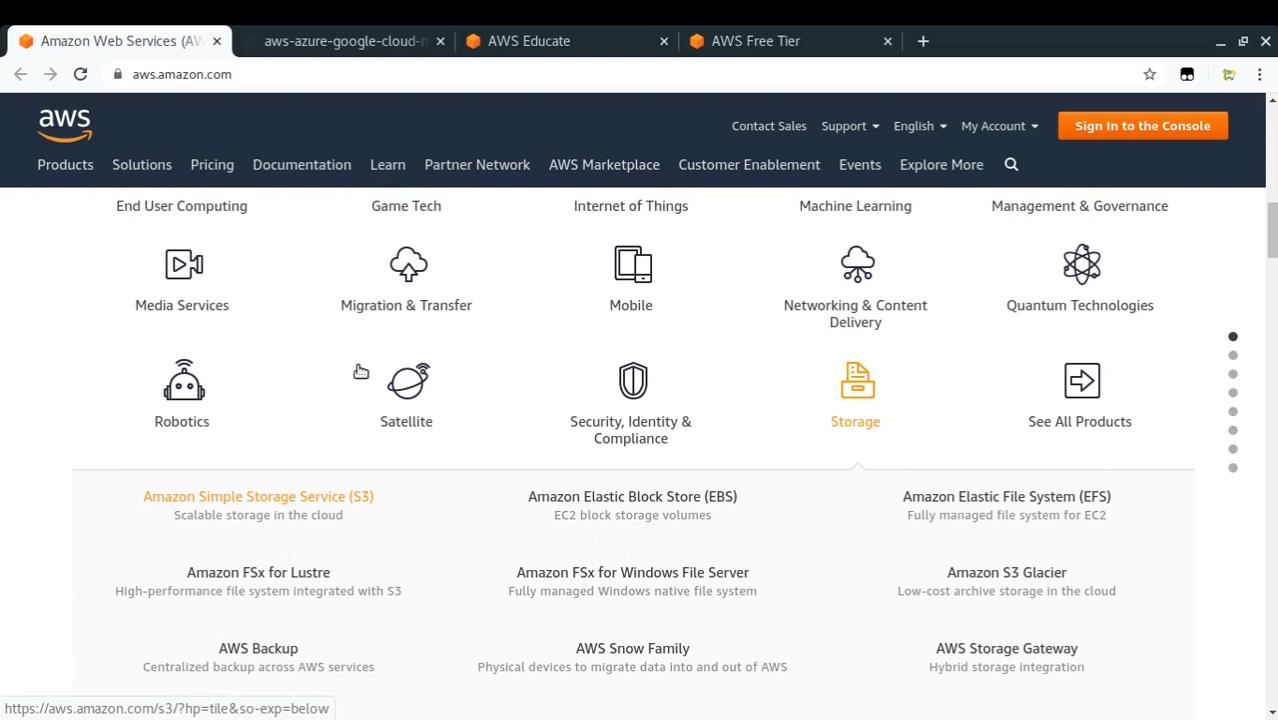 Amazon Web Services (AW
aws-azure-google-cloud-n
AWS Educate
AWS Free Tier
aws.amazon.com
aws
Contact Sales
Support
English
My Account
Sign In to the Console
Products
Solutions
Pricing
Documentation
Learn
Partner Network
AWS Marketplace
Customer Enablement
Events
Explore More
End User Computing
Game Tech
Internet of Things
Machine Learning
Management & Governance
Media Services
Migration & Transfer
Mobile
Networking & Content
Delivery
Quantum Technologies
Robotics
Satellite
Security, Identity &
Compliance
Storage
See All Products
Amazon Simple Storage Service (S3)
Scalable storage in the cloud
Amazon Elastic Block Store (EBS)
EC2 block storage volumes
Amazon Elastic File System (EFS)
Fully managed file system for EC2
Amazon FSx for Lustre
High-performance file system integrated with S3
Amazon FSx for Windows File Server
Fully managed Windows native file system
Amazon S3 Glacier
Low-cost archive storage in the cloud
AWS Backup
Centralized backup across AWS services
AWS Snow Family
Physical devices to migrate data into and out of AWS
AWS Storage Gateway
Hybrid storage integration
https://aws.amazon.com/s3/?hp=tile&so-exp=below